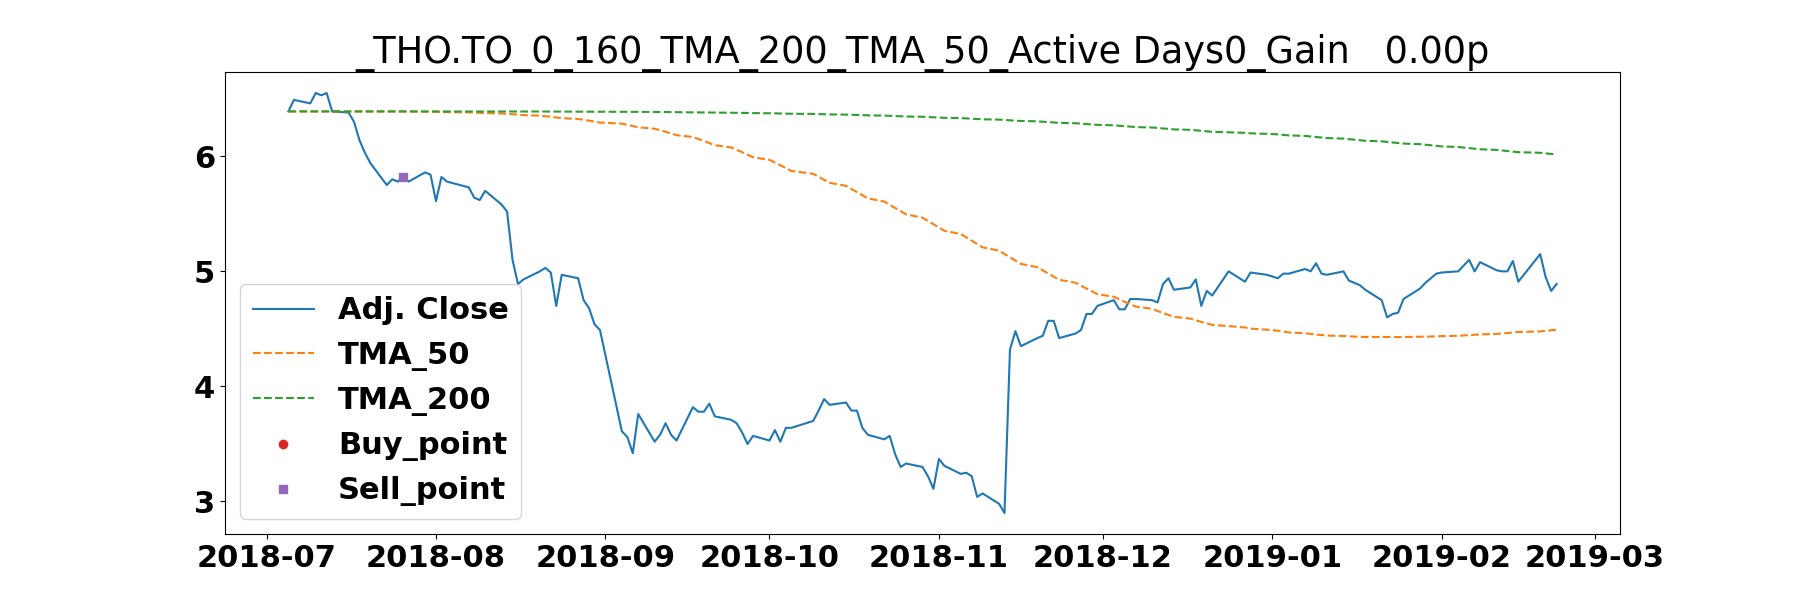 _THO.TO_0_160_TMA_200_TMA_50_Active Days0_Gain   0.00p
6
5
4
3
Adj. Close
TMA_50
TMA_200
Buy_point
Sell_point
2018-07 2018-08 2018-09 2018-10 2018-11 2018-12 2019-01 2019-02 2019-03